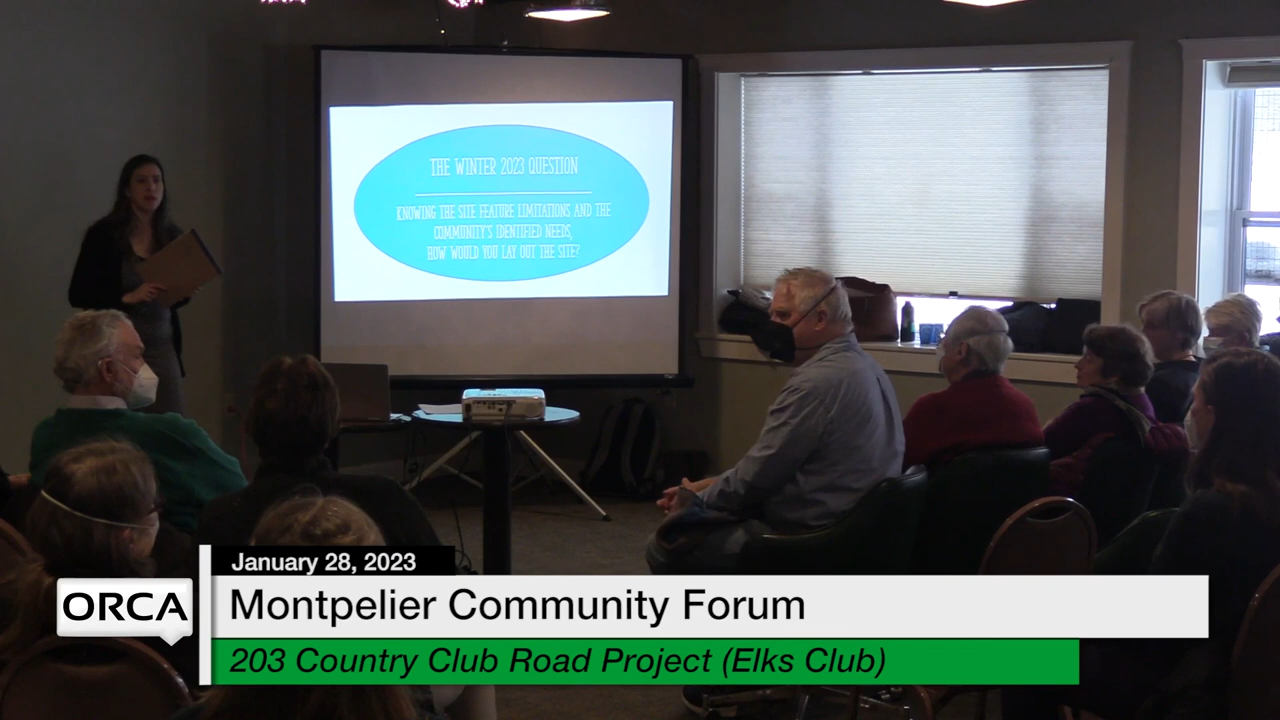 THE WINTER 2023 QUESTION
KNOWING THE SITE FEATURE LIMITATIONS AND THE
COMMUNITY'S IDENTIFIED NEEDS,
HOW WOULD YOU LAY OUT THE SITE?
January 28, 2023
ORCA
Montpelier Community Forum
203 Country Club Road Project (Elks Club)